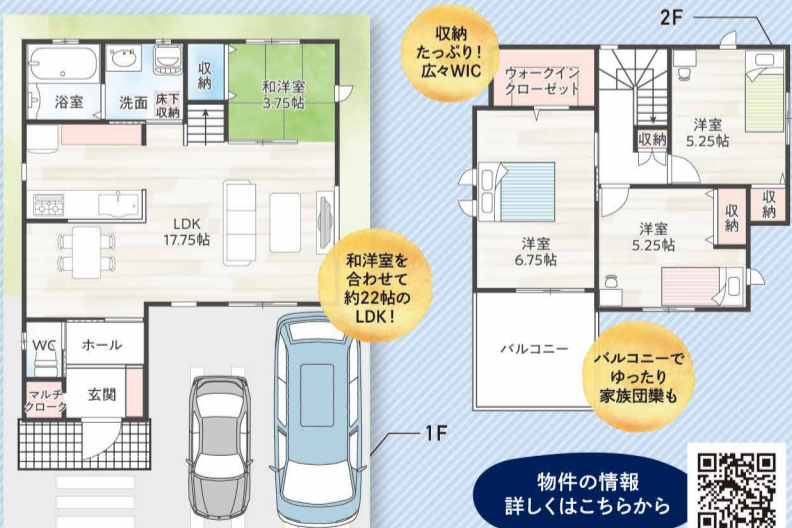 浴室
洗面
床下
収納
収納
和洋室
3.75帖
LDK
17.75帖
和洋室を
合わせて
約22帖の
LDK!
WC
ホール
マルチ
クローク
玄関
1F
収納
たっぷり!
広々WIC
2F
ウォークイン
クローゼット
収納
洋室
5.25帖
収納
洋室
6.75帖
洋室
5.25帖
収納
バルコニー
バルコニーで
ゆったり
家族団欒も
物件の情報
詳しくはこちらから